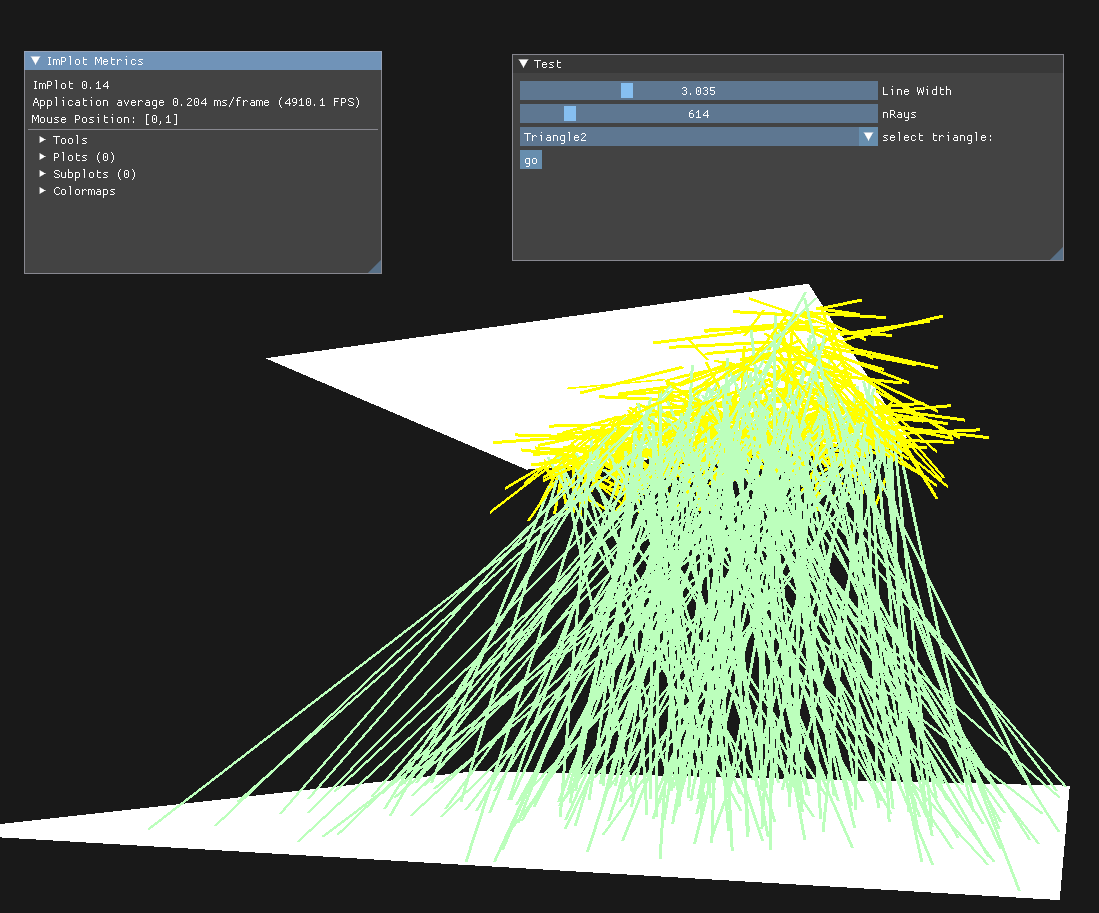 ImPlot Metrics
ImPlot 0.14
Application average 0.204 ms/frame (4910.1 FPS)
Mouse Position: [0,1]
Tools
Plots (0)
Subplots (0)
Colormaps
Test
3.035 Line Width
614 nRays
Triangle2 select triangle:
go